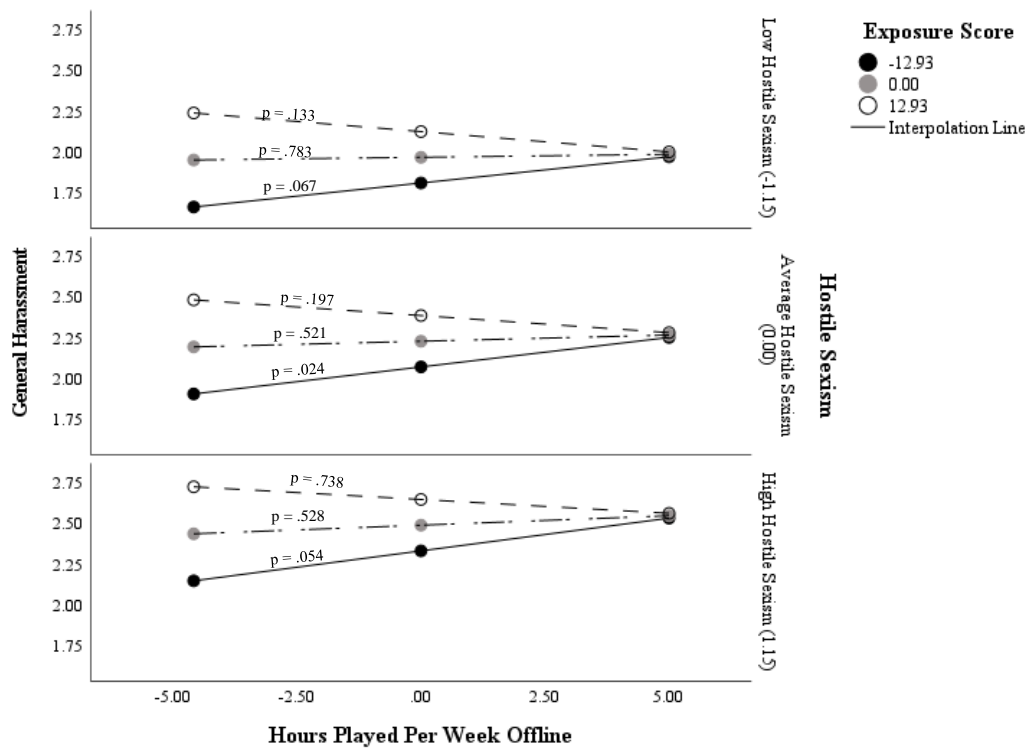 Exposure Score
-12.93
0.00
12.93
Interpolation Line
General Harassment
2.75
2.50
2.25
2.00
1.75
p = .133
p = .783
p = .067
Low Hostile Sexism (-1.15)
2.75
2.50
2.25
2.00
1.75
p = .197
p = .521
p = .024
Average Hostile Sexism
(0.00)
Hostile Sexism
2.75
2.50
2.25
2.00
1.75
p = .738
p = .528
p = .054
High Hostile Sexism (1.15)
-5.00
-2.50
.00
2.50
5.00
Hours Played Per Week Offline